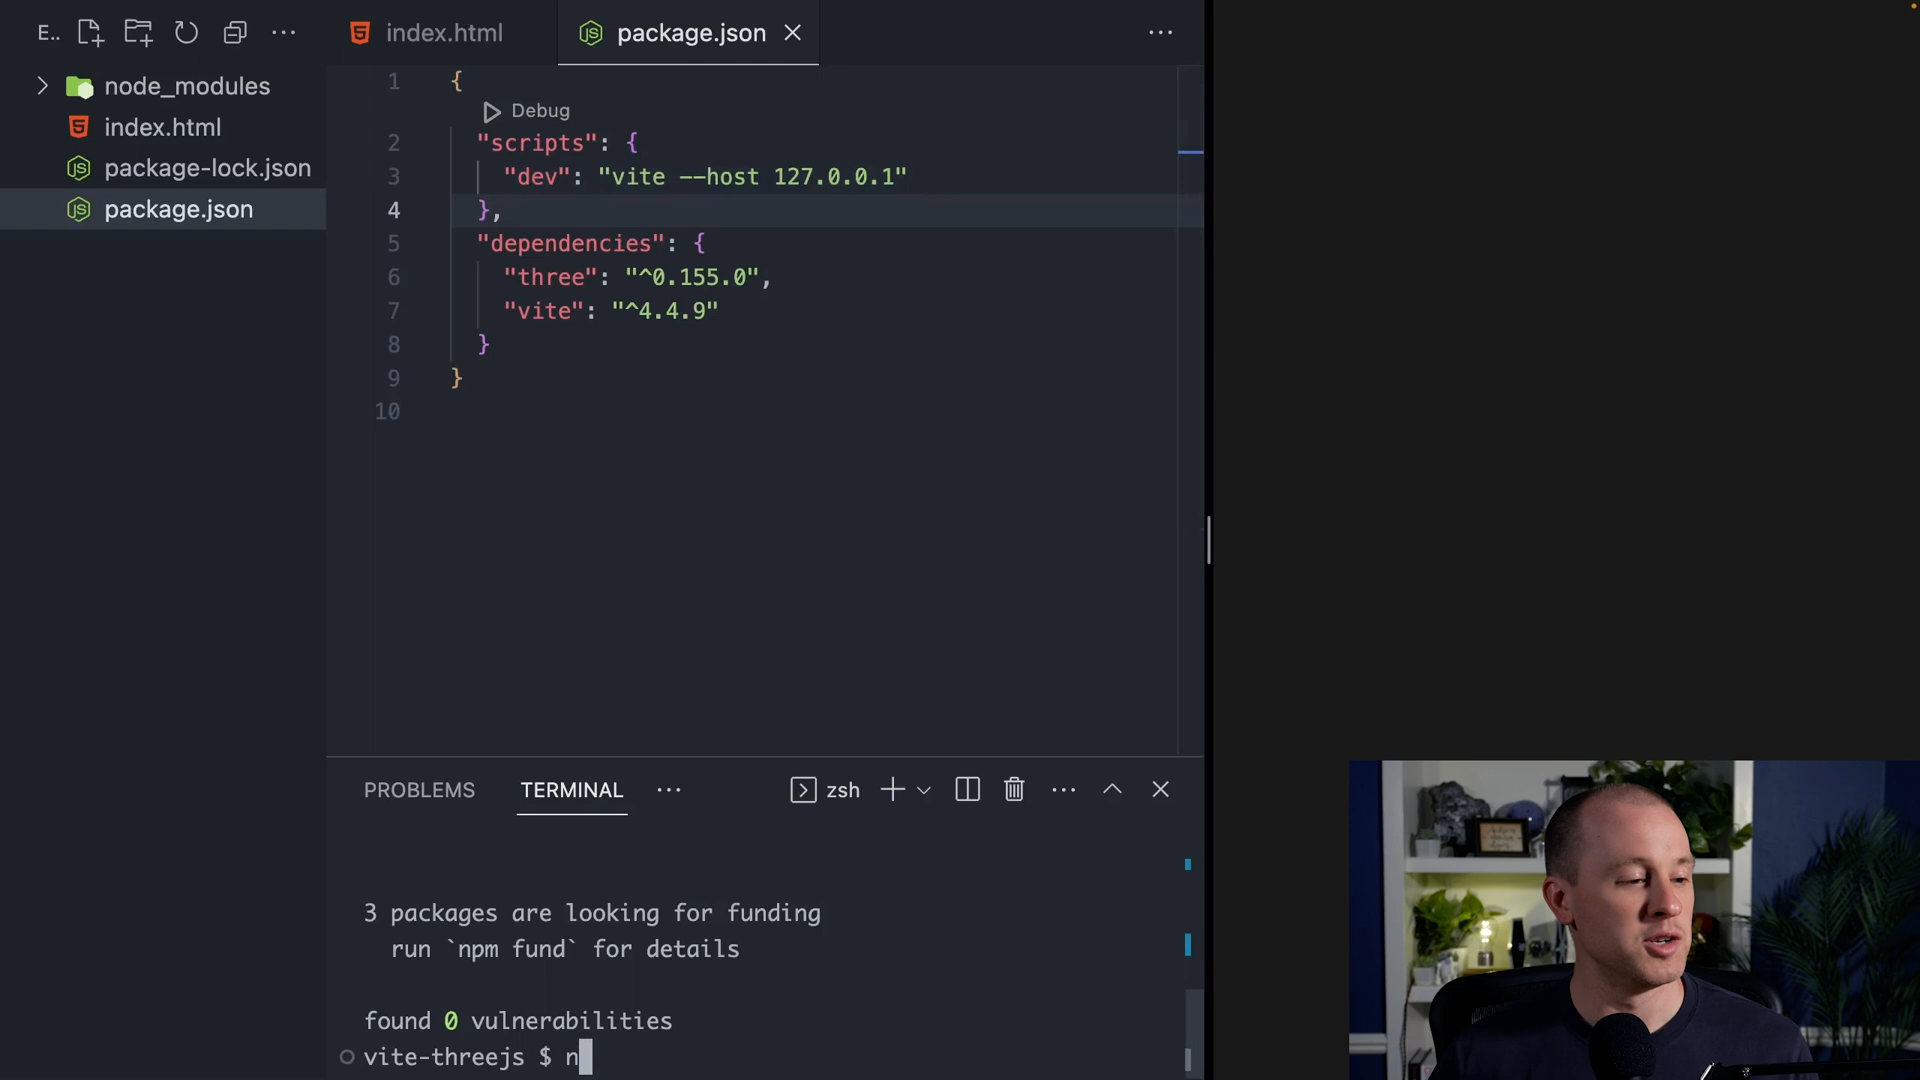 E..
index.html
package.json
node_modules
index.html
package-lock.json
package.json
1 {
Debug
2 "scripts": {
3 "dev": "vite --host 127.0.0.1"
4 },
5 "dependencies": {
6 "three": "^0.155.0",
7 "vite": "^4.4.9"
8 }
9 }
10
PROBLEMS
TERMINAL
zsh
3 packages are looking for funding
run `npm fund` for details
found 0 vulnerabilities
vite-threejs $ n